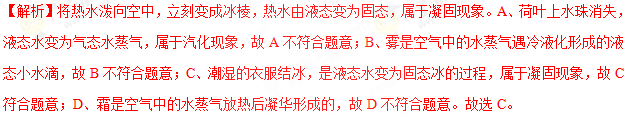 【解析】将热水泼向空中，立刻变成冰棱，热水由液态变为固态，属于凝固现象。A、荷叶上水珠消失，
液态水变为气态水蒸气，属于汽化现象，故 A 不符合题意；B、雾是空气中的水蒸气遇冷液化形成的液
态小水滴，故 B 不符合题意；C、潮湿的衣服结冰，是液态水变为固态冰的过程，属于凝固现象，故 C
符合题意；D、霜是空气中的水蒸气放热后凝华形成的，故 D 不符合题意。故选 C。